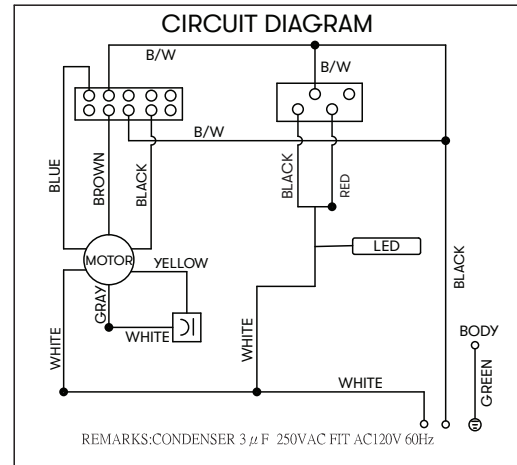 CIRCUIT DIAGRAM
B/W
B/W
B/W
BLUE
BROWN
BLACK
BLACK
RED
MOTOR
YELLOW
LED
BLACK
GRAY
WHITE
WHITE
WHITE
BODY
GREEN
WHITE
REMARKS:CONDENSER 3 μ F 250VAC FIT AC120V 60Hz